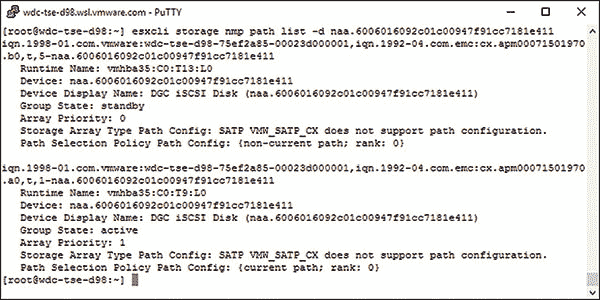 wdc-tse-d98.wsl.vmware.com - PuTTY
[root@wdc-tse-d98:~] esxcli storage nmp path list -d naa.6006016092c01c00947f91cc7181e411
iqn.1998-01.com.vmware:wdc-tse-d98-75ef2a85-00023d000001,iqn.1992-04.com.emc:cx.apm00071501970
.b0,t,5-naa.6006016092c01c00947f91cc7181e411
Runtime Name: vmhba35:C0:T13:L0
Device: naa.6006016092c01c00947f91cc7181e411
Device Display Name: DGC iSCSI Disk (naa.6006016092c01c00947f91cc7181e411)
Group State: standby
Array Priority: 0
Storage Array Type Path Config: SATP VMW_SATP_CX does not support path configuration.
Path Selection Policy Path Config: {non-current path; rank: 0}
iqn.1998-01.com.vmware:wdc-tse-d98-75ef2a85-00023d000001,iqn.1992-04.com.emc:cx.apm00071501970
.a0,t,1-naa.6006016092c01c00947f91cc7181e411
Runtime Name: vmhba35:C0:T9:L0
Device: naa.6006016092c01c00947f91cc7181e411
Device Display Name: DGC iSCSI Disk (naa.6006016092c01c00947f91cc7181e411)
Group State: active
Array Priority: 1
Storage Array Type Path Config: SATP VMW_SATP_CX does not support path configuration.
Path Selection Policy Path Config: {current path; rank: 0}
[root@wdc-tse-d98:~]